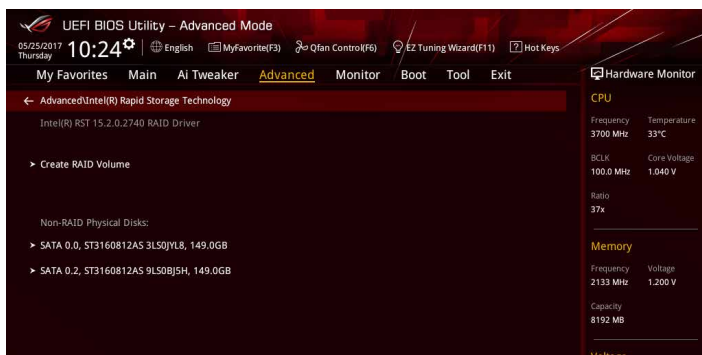 UEFI BIOS Utility – Advanced Mode
05/25/2017 Thursday 10:24 English MyFavorite(F3) Qfan Control(F6) EZ Tuning Wizard(F11) ? Hot Keys
My Favorites Main Ai Tweaker Advanced Monitor Boot Tool Exit
← Advanced\Intel(R) Rapid Storage Technology
Intel(R) RST 15.2.0.2740 RAID Driver
> Create RAID Volume
Non-RAID Physical Disks:
> SATA 0.0, ST3160812AS 3LS0JYL8, 149.0GB
> SATA 0.2, ST3160812AS 9LS0BJ5H, 149.0GB
Hardware Monitor
CPU
Frequency Temperature
3700 MHz 33°C
BCLK Core Voltage
100.0 MHz 1.040 V
Ratio
37x
Memory
Frequency Voltage
2133 MHz 1.200 V
Capacity
8192 MB
Voltage